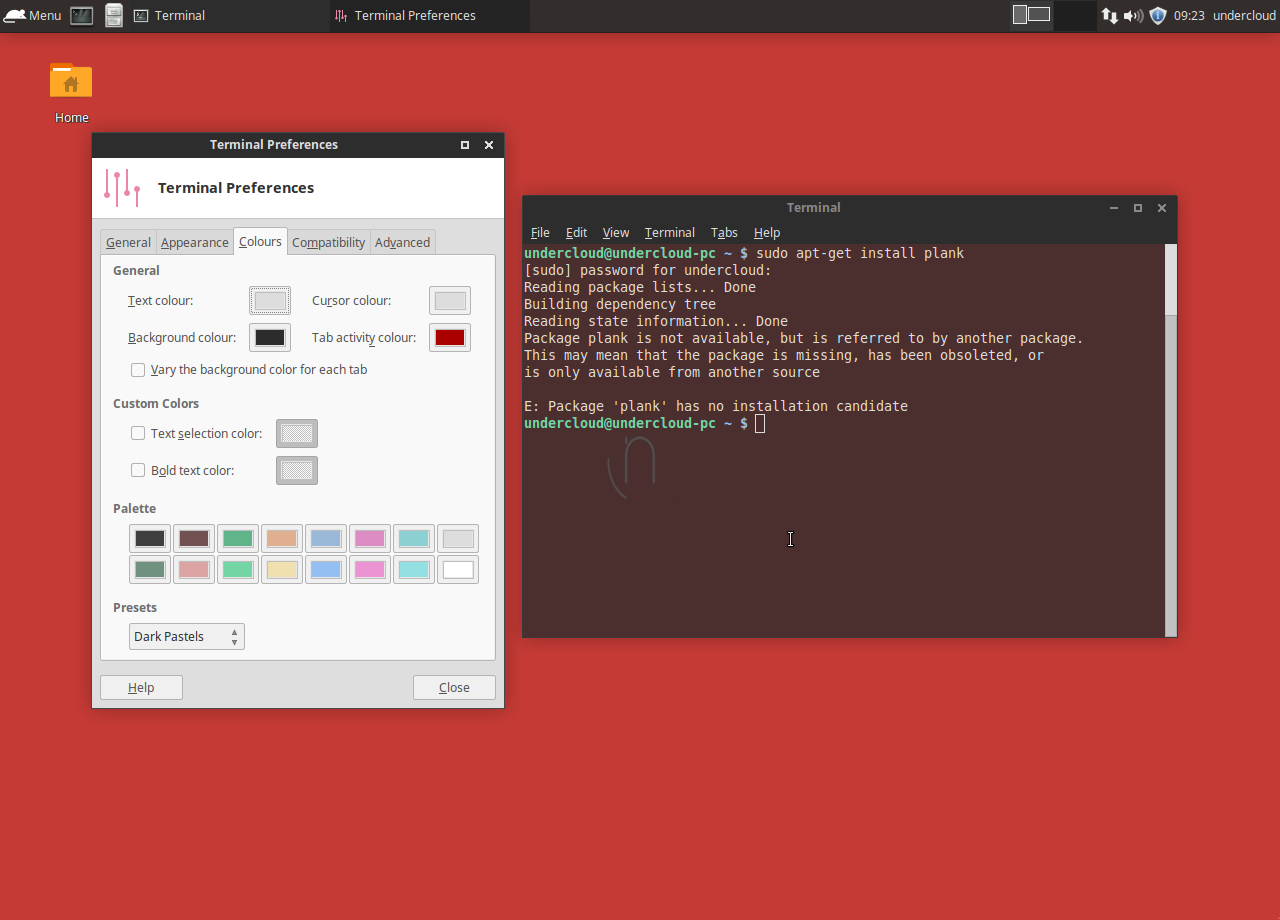 Menu
Terminal
Terminal Preferences
09:23 undercloud
Home
Terminal Preferences
Terminal Preferences
General Appearance Colours Compatibility Advanced
General
Text colour: Cursor colour:
Background colour: Tab activity colour:
Vary the background color for each tab
Custom Colors
Text selection color:
Bold text color:
Palette
Presets
Dark Pastels
Help Close
Terminal
File Edit View Terminal Tabs Help
undercloud@undercloud-pc ~ $ sudo apt-get install plank
[sudo] password for undercloud:
Reading package lists... Done
Building dependency tree
Reading state information... Done
Package plank is not available, but is referred to by another package.
This may mean that the package is missing, has been obsoleted, or
is only available from another source
E: Package 'plank' has no installation candidate
undercloud@undercloud-pc ~ $